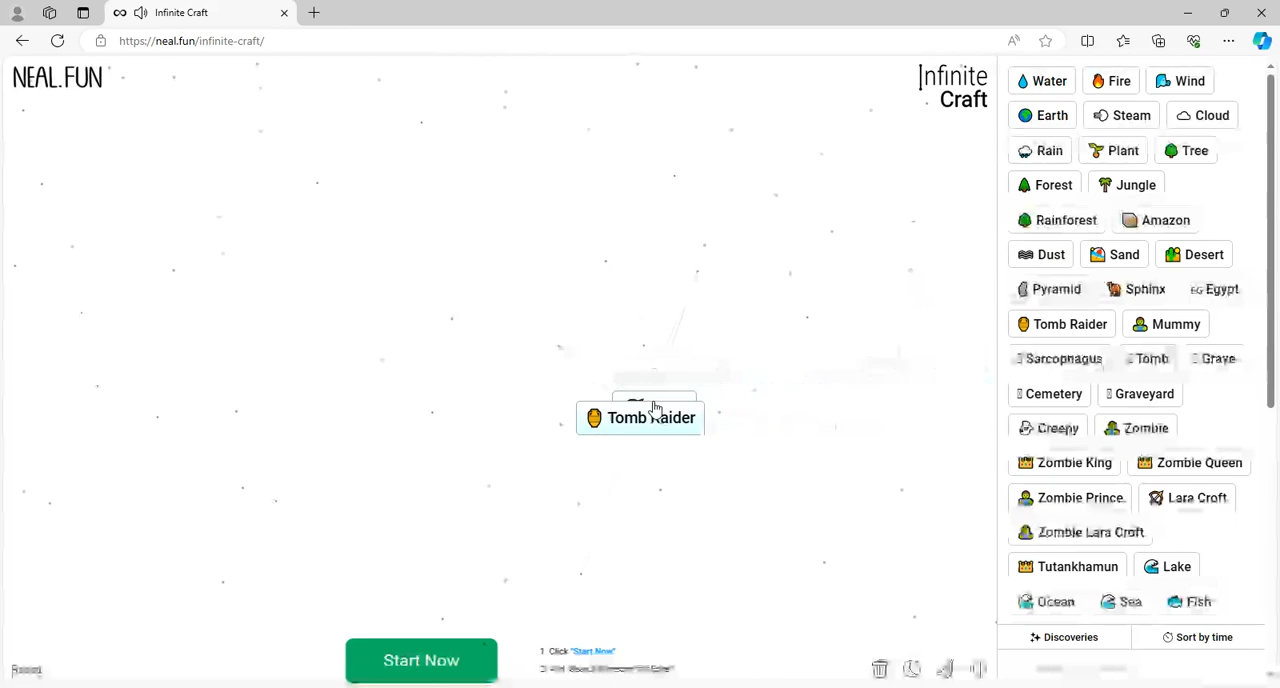 Infinite Craft
https://neal.fun/infinite-craft/
NEAL.FUN
Infinite
Craft
Water Fire Wind
Earth Steam Cloud
Rain Plant Tree
Forest Jungle
Rainforest Amazon
Dust Sand Desert
Pyramid Sphinx EG Egypt
Tomb Raider Mummy
Sarcophagus Tomb Grave
Cemetery Graveyard
Creepy Zombie
Zombie King Zombie Queen
Zombie Prince Lara Croft
Zombie Lara Croft
Tutankhamun Lake
Ocean Sea Fish
Tomb Raider
Discoveries Sort by time
Start Now
1 Click "Start Now"
Reset